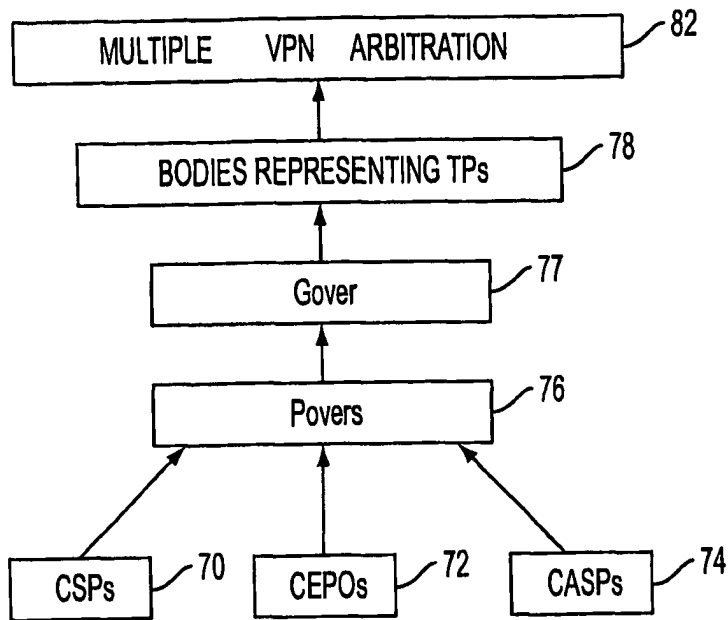 MULTIPLE VPN ARBITRATION
82
BODIES REPRESENTING TPs
78
Gover
77
Povers
76
CSPs
70
CEPOs
72
CASPs
74